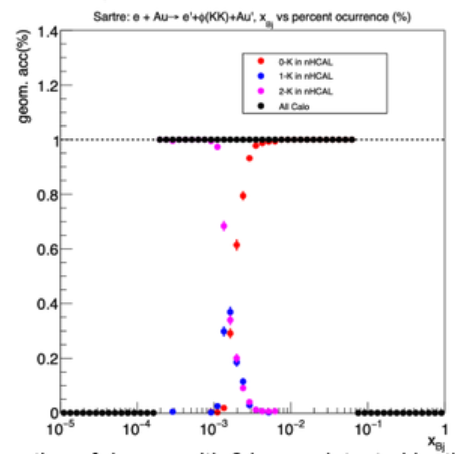 Sartre: e + Au→ e'+ϕ(KK)+Au', x_Bj vs percent ocurrence (%)
geom. acc(%)
1.4
0-K in nHCAL
1-K in nHCAL
2-K in nHCAL
All Calo
1.2
1
0.8
0.6
0.4
0.2
0
10⁻⁵ 10⁻⁴ 10⁻³ 10⁻² 10⁻¹ 1
x_Bj